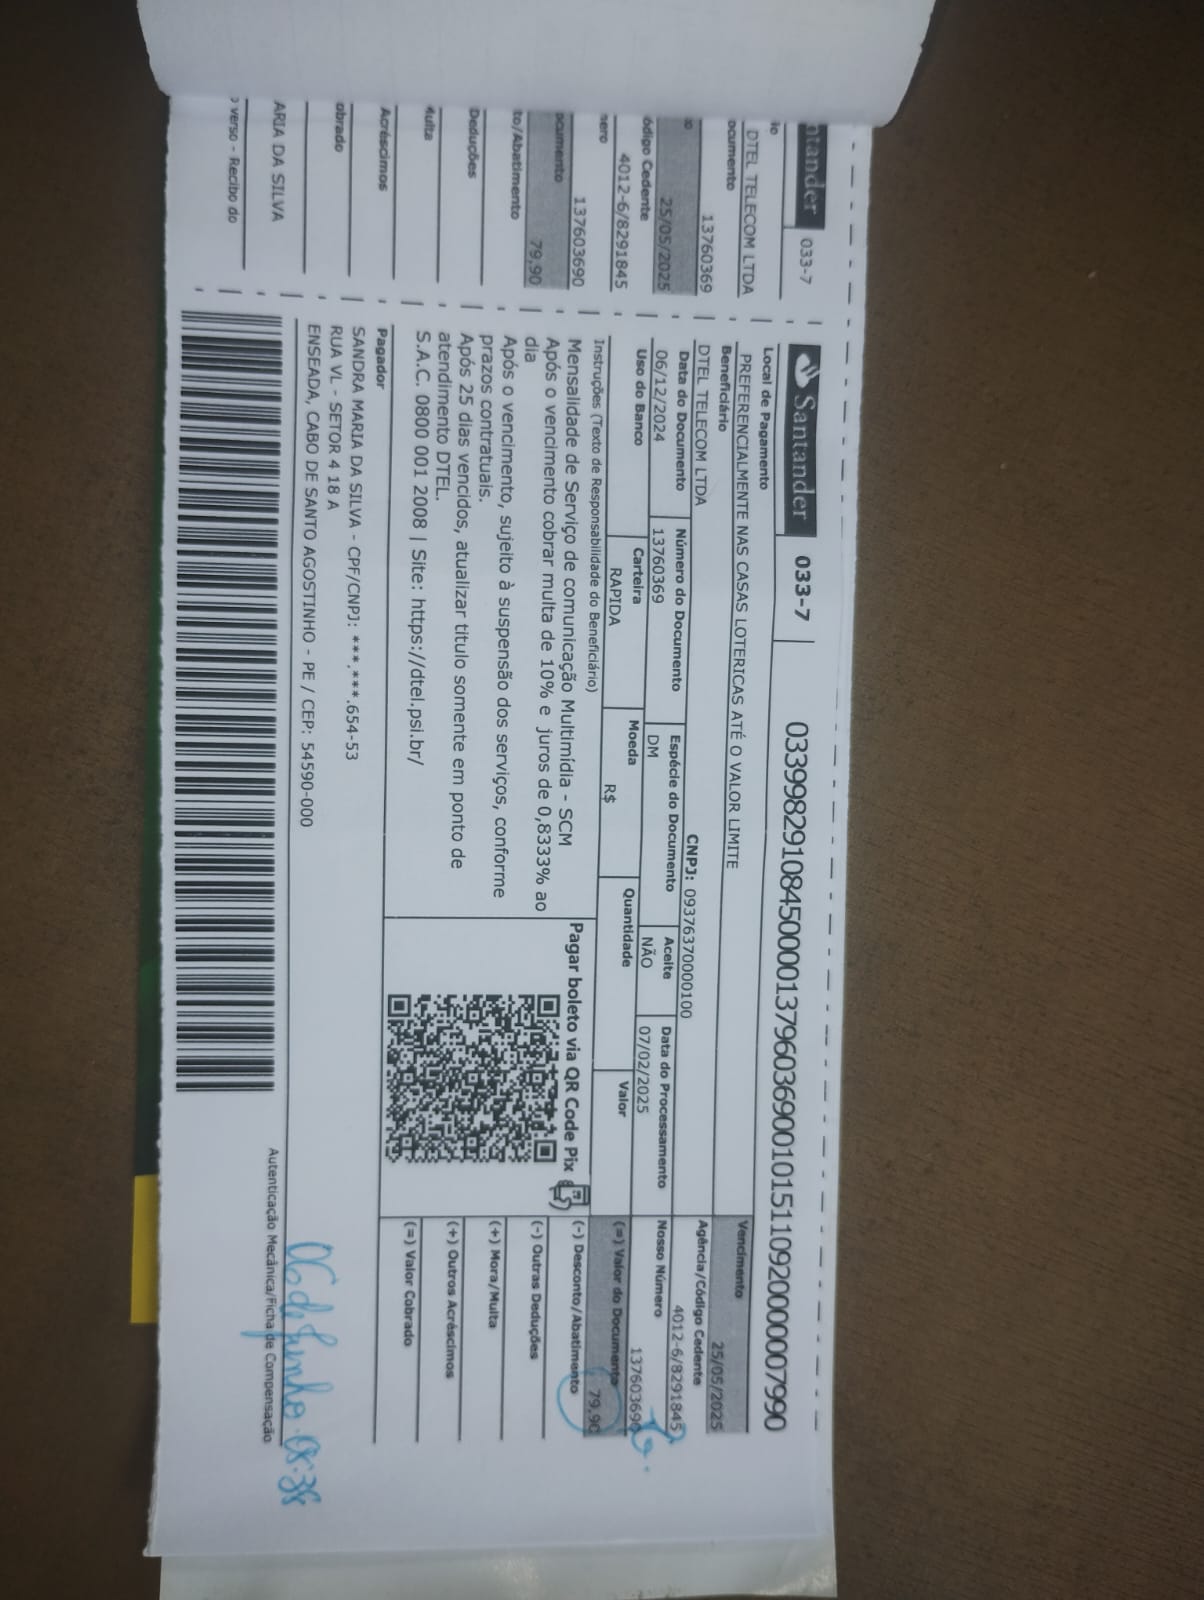 ntander 033-7
DTEL TELECOM LTDA
ocumento
13760369
25/05/2025
ódigo Cedente
4012-6/8291845
137603690
ocumento
79,90
to/Abatimento
Deduções
Multa
Acréscimos
obrado
ARIA DA SILVA
verso - Recibo do
Santander 033-7 03399829108450000137960369001015110920000007990
Local de Pagamento
PREFERENCIALMENTE NAS CASAS LOTERICAS ATÉ O VALOR LIMITE
Vencimento
25/05/2025
Beneficiário
DTEL TELECOM LTDA
CNPJ: 09376370000100
Agência/Código Cedente
4012-6/8291845
Data do Documento
06/12/2024
Número do Documento
13760369
Espécie do Documento
DM
Aceite
NÃO
Data do Processamento
07/02/2025
Nosso Número
137603690
Uso do Banco
Carteira
RAPIDA
Moeda
R$
Quantidade
Valor
(=) Valor do Documento
79,90
Instruções (Texto de Responsabilidade do Beneficiário)
Mensalidade de Serviço de comunicação Multimídia - SCM
Após o vencimento cobrar multa de 10% e juros de 0,8333% ao
dia
Após o vencimento, sujeito à suspensão dos serviços, conforme
prazos contratuais.
Após 25 dias vencidos, atualizar titulo somente em ponto de
atendimento DTEL.
S.A.C. 0800 001 2008 | Site: https://dtel.psi.br/
Pagar boleto via QR Code Pix
(-) Desconto/Abatimento
(-) Outras Deduções
(+) Mora/Multa
(+) Outros Acréscimos
(=) Valor Cobrado
Pagador
SANDRA MARIA DA SILVA - CPF/CNPJ: ***.***.654-53
RUA VL - SETOR 4 18 A
ENSEADA, CABO DE SANTO AGOSTINHO - PE / CEP: 54590-000
Autenticação Mecânica/Ficha de Compensação
06 de Junho. 08:38